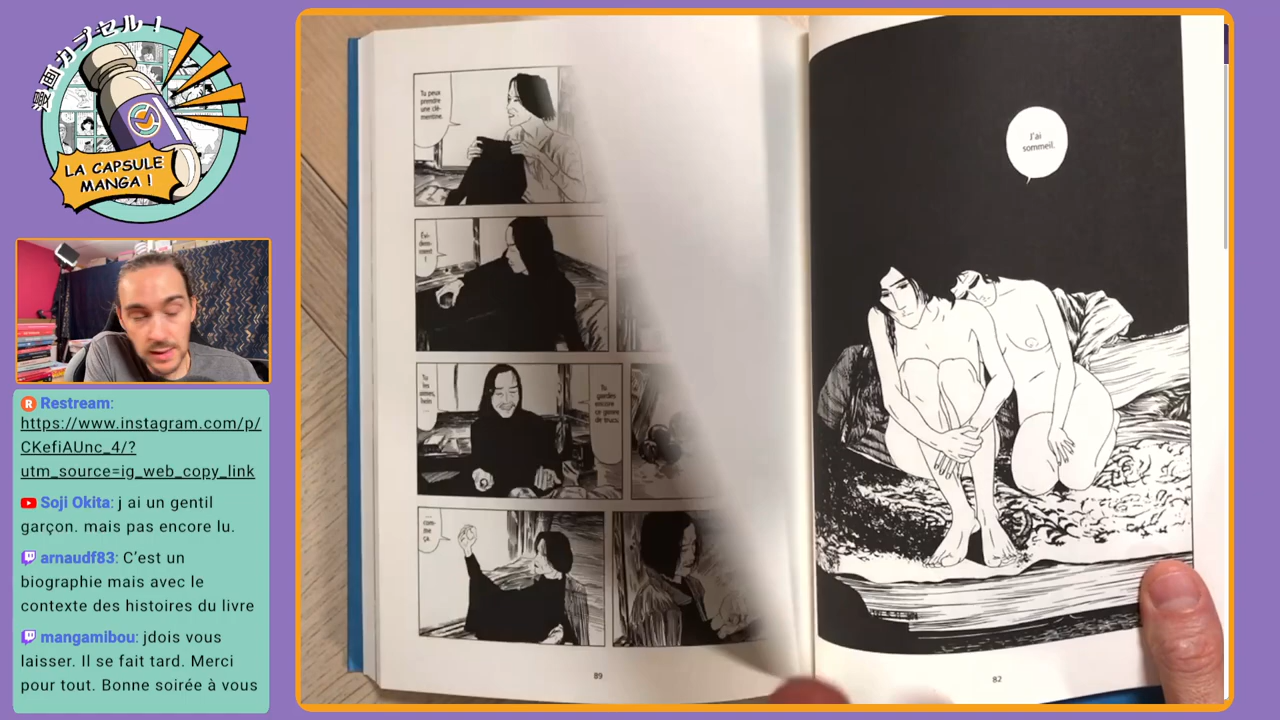 漫画カプセル！
LA CAPSULE
MANGA !
Restream:
https://www.instagram.com/p/
CKefiAUnc_4/?
utm_source=ig_web_copy_link
Soji Okita: j ai un gentil
garçon. mais pas encore lu.
arnaudf83: C’est un
biographie mais avec le
contexte des histoires du livre
mangamibou: jdois vous
laisser. Il se fait tard. Merci
pour tout. Bonne soirée à vous
Tu peux
prendre
une clé-
mentine.
Évi-
dem-
ment
!
Tu
les
aimes,
hein
...
Tu
gardes
encore
ce genre
de trucs.
...
com-
me
ça.
89
J'ai
sommeil.
82